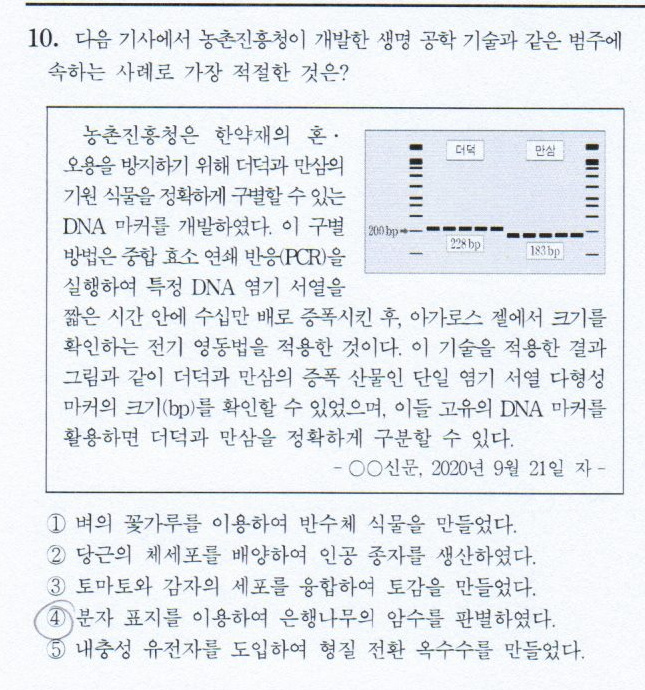 10. 다음 기사에서 농촌진흥청이 개발한 생명 공학 기술과 같은 범주에
속하는 사례로 가장 적절한 것은?
농촌진흥청은 한약재의 혼·
오용을 방지하기 위해 더덕과 만삼의
기원 식물을 정확하게 구별할 수 있는
DNA 마커를 개발하였다. 이 구별
방법은 중합 효소 연쇄 반응(PCR)을
실행하여 특정 DNA 염기 서열을
더덕 만삼
200 bp
228 bp
183 bp
짧은 시간 안에 수십만 배로 증폭시킨 후, 아가로스 젤에서 크기를
확인하는 전기 영동법을 적용한 것이다. 이 기술을 적용한 결과
그림과 같이 더덕과 만삼의 증폭 산물인 단일 염기 서열 다형성
마커의 크기(bp)를 확인할 수 있었으며, 이들 고유의 DNA 마커를
활용하면 더덕과 만삼을 정확하게 구분할 수 있다.
- ○○신문, 2020년 9월 21일 자 -
① 벼의 꽃가루를 이용하여 반수체 식물을 만들었다.
② 당근의 체세포를 배양하여 인공 종자를 생산하였다.
③ 토마토와 감자의 세포를 융합하여 토감을 만들었다.
④ 분자 표지를 이용하여 은행나무의 암수를 판별하였다.
⑤ 내충성 유전자를 도입하여 형질 전환 옥수수를 만들었다.